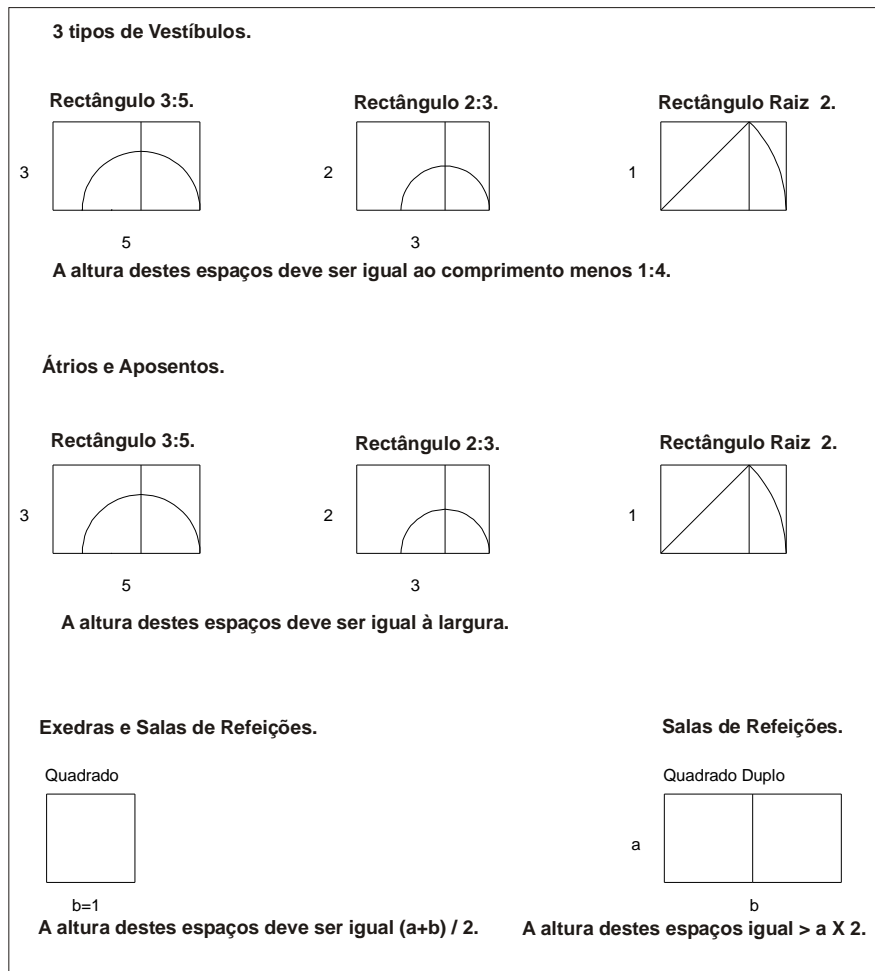 3 tipos de Vestíbulos.
Rectângulo 3:5.
Rectângulo 2:3.
Rectângulo Raiz 2.
3
2
1
5
3
A altura destes espaços deve ser igual ao comprimento menos 1:4.
Átrios e Aposentos.
Rectângulo 3:5.
Rectângulo 2:3.
Rectângulo Raiz 2.
3
2
1
5
3
A altura destes espaços deve ser igual à largura.
Exedras e Salas de Refeições.
Salas de Refeições.
Quadrado
Quadrado Duplo
a
b=1
b
A altura destes espaços deve ser igual (a+b) / 2.
A altura destes espaços igual > a X 2.